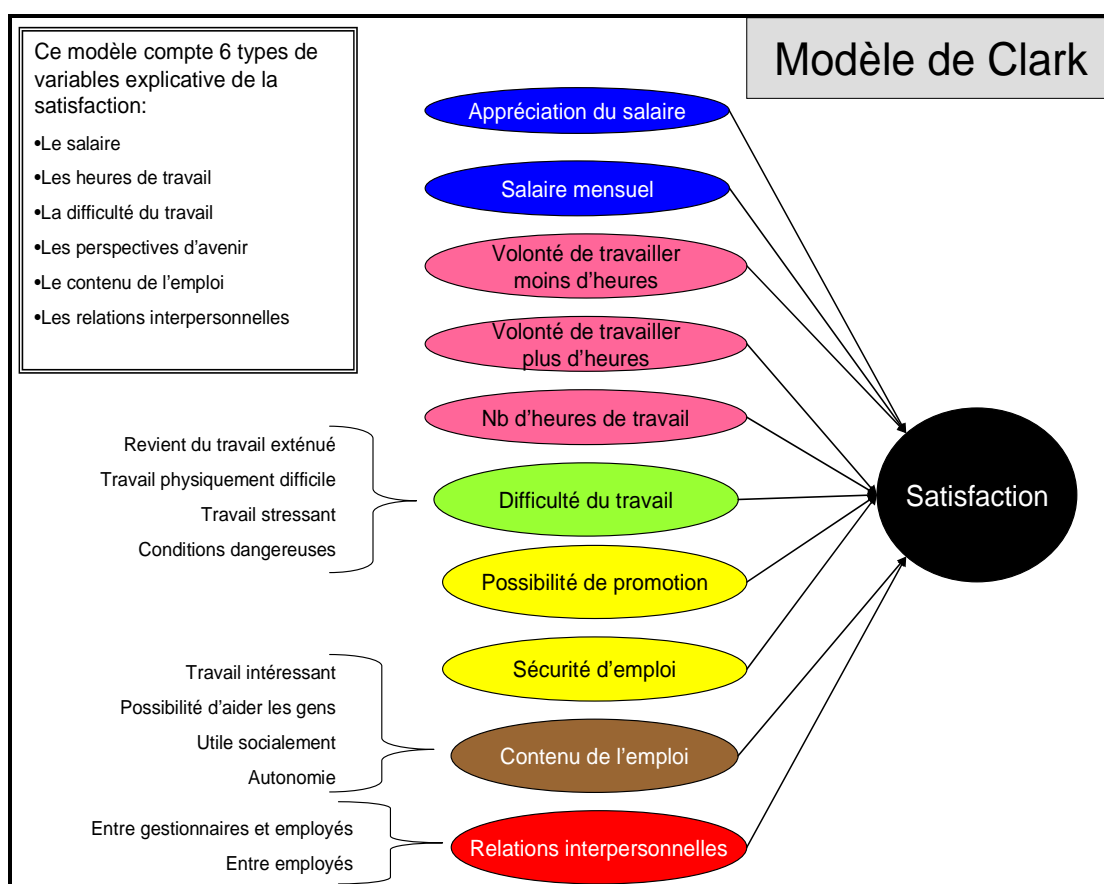 Modèle de Clark
Ce modèle compte 6 types de
variables explicative de la
satisfaction:
•Le salaire
•Les heures de travail
•La difficulté du travail
•Les perspectives d’avenir
•Le contenu de l’emploi
•Les relations interpersonnelles
Appréciation du salaire
Salaire mensuel
Volonté de travailler
moins d’heures
Volonté de travailler
plus d’heures
Nb d’heures de travail
Revient du travail exténué
Travail physiquement difficile
Travail stressant
Conditions dangereuses
Difficulté du travail
Possibilité de promotion
Sécurité d’emploi
Travail intéressant
Possibilité d’aider les gens
Utile socialement
Autonomie
Contenu de l’emploi
Entre gestionnaires et employés
Entre employés
Relations interpersonnelles
Satisfaction